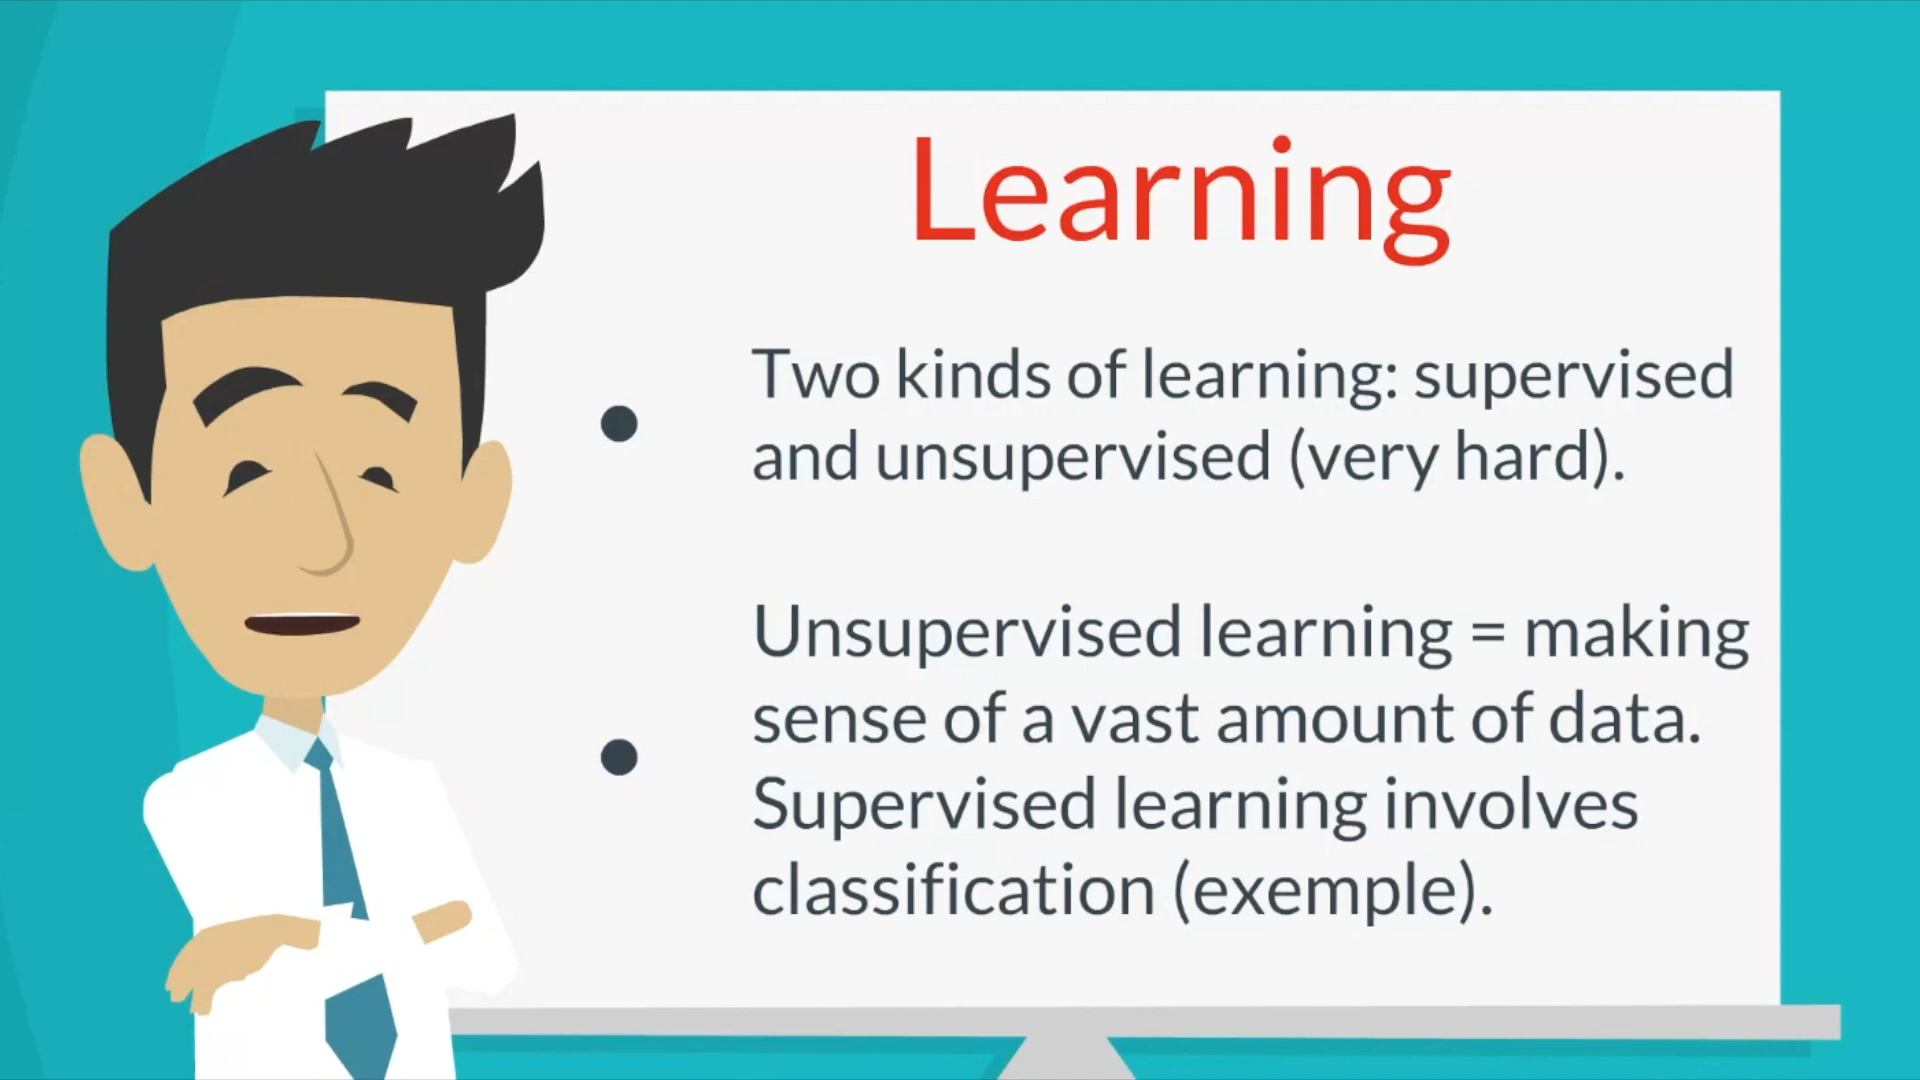 Learning
Two kinds of learning: supervised
and unsupervised (very hard).
Unsupervised learning = making
sense of a vast amount of data.
Supervised learning involves
classification (exemple).